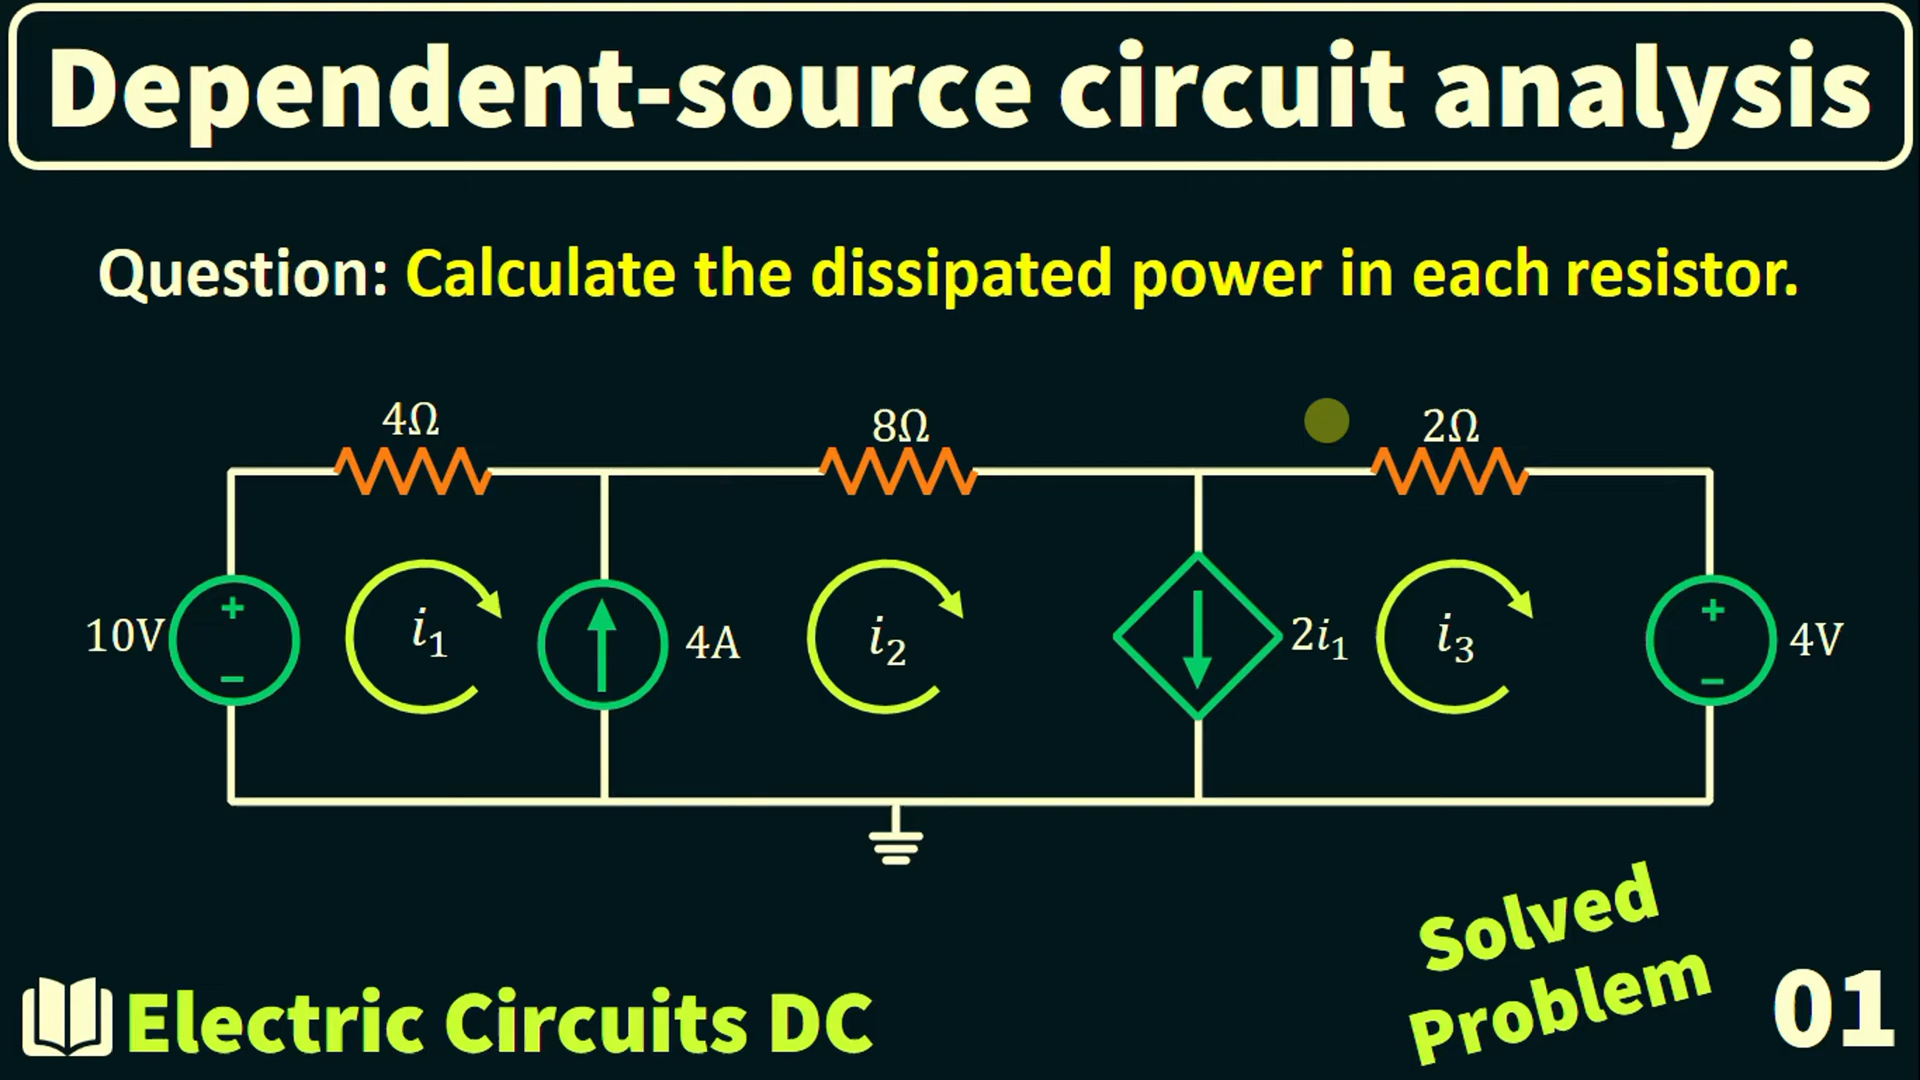 Dependent-source circuit analysis
Question: Calculate the dissipated power in each resistor.
4Ω 8Ω 2Ω
10V + − i₁ 4A i₂ 2i₁ i₃ + − 4V
Solved
Problem
Electric Circuits DC 01